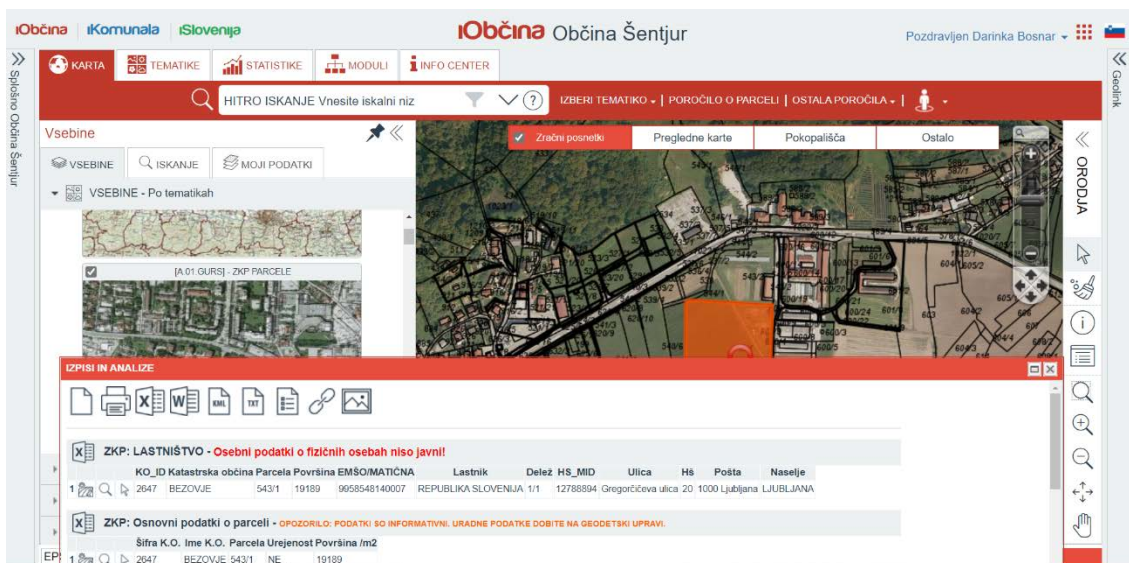 iObčina iKomunala iSlovenija
iObčina Občina Šentjur
Pozdravljen Darinka Bosnar
Splošno Občina Šentjur
KARTA TEMATIKE STATISTIKE MODULI INFO CENTER
Geolink
HITRO ISKANJE Vnesite iskalni niz
IZBERI TEMATIKO | POROČILO O PARCELI | OSTALA POROČILA |
Vsebine
Zračni posnetki Pregledne karte Pokopališča Ostalo
VSEBINE ISKANJE MOJI PODATKI
ORODJA
VSEBINE - Po tematikah
[A.01.GURS] - ZKP PARCELE
IZPISI IN ANALIZE
KML TXT
ZKP: LASTNIŠTVO - Osebni podatki o fizičnih osebah niso javni!
KO_ID Katastrska občina Parcela Površina EMŠO/MATIČNA Lastnik Delež HS_MID Ulica Hš Pošta Naselje
1 2647 BEZOVJE 543/1 19189 9958548140007 REPUBLIKA SLOVENIJA 1/1 12788894 Gregorčičeva ulica 20 1000 Ljubljana LJUBLJANA
ZKP: Osnovni podatki o parceli - OPOZORILO: PODATKI SO INFORMATIVNI. URADNE PODATKE DOBITE NA GEODETSKI UPRAVI.
Šifra K.O. Ime K.O. Parcela Urejenost Površina /m2
EP
1 2647 BEZOVJE 543/1 NE 19189